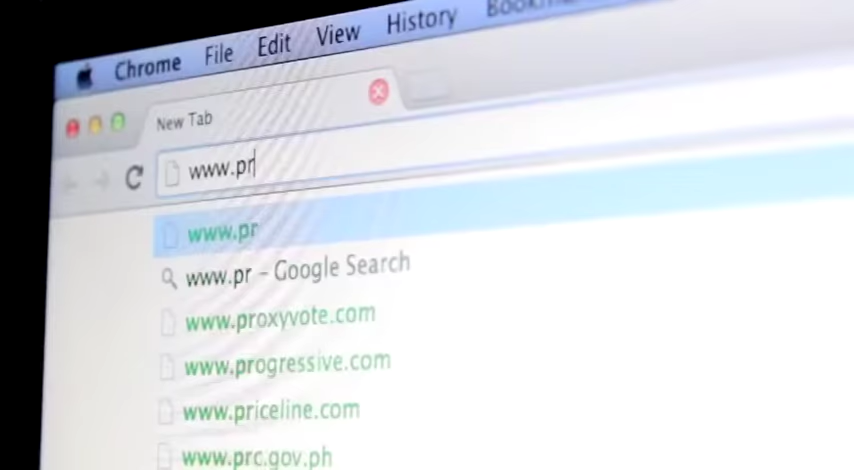 Chrome File Edit View History Bookm
New Tab
www.pr
www.pr
www.pr – Google Search
www.proxyvote.com
www.progressive.com
www.priceline.com
www.prc.gov.ph